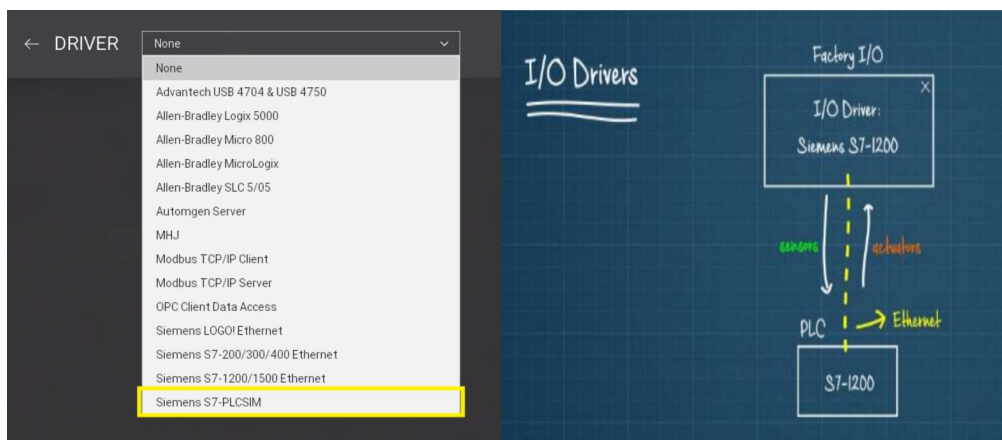 ← DRIVER
None
None
Advantech USB 4704 & USB 4750
Allen-Bradley Logix 5000
Allen-Bradley Micro 800
Allen-Bradley MicroLogix
Allen-Bradley SLC 5/05
Automgen Server
MHJ
Modbus TCP/IP Client
Modbus TCP/IP Server
OPC Client Data Access
Siemens LOGO! Ethernet
Siemens S7-200/300/400 Ethernet
Siemens S7-1200/1500 Ethernet
Siemens S7-PLCSIM
I/O Drivers
Factory I/O
X
I/O Driver:
Siemens S7-1200
sensors
actuators
Ethernet
PLC
S7-1200